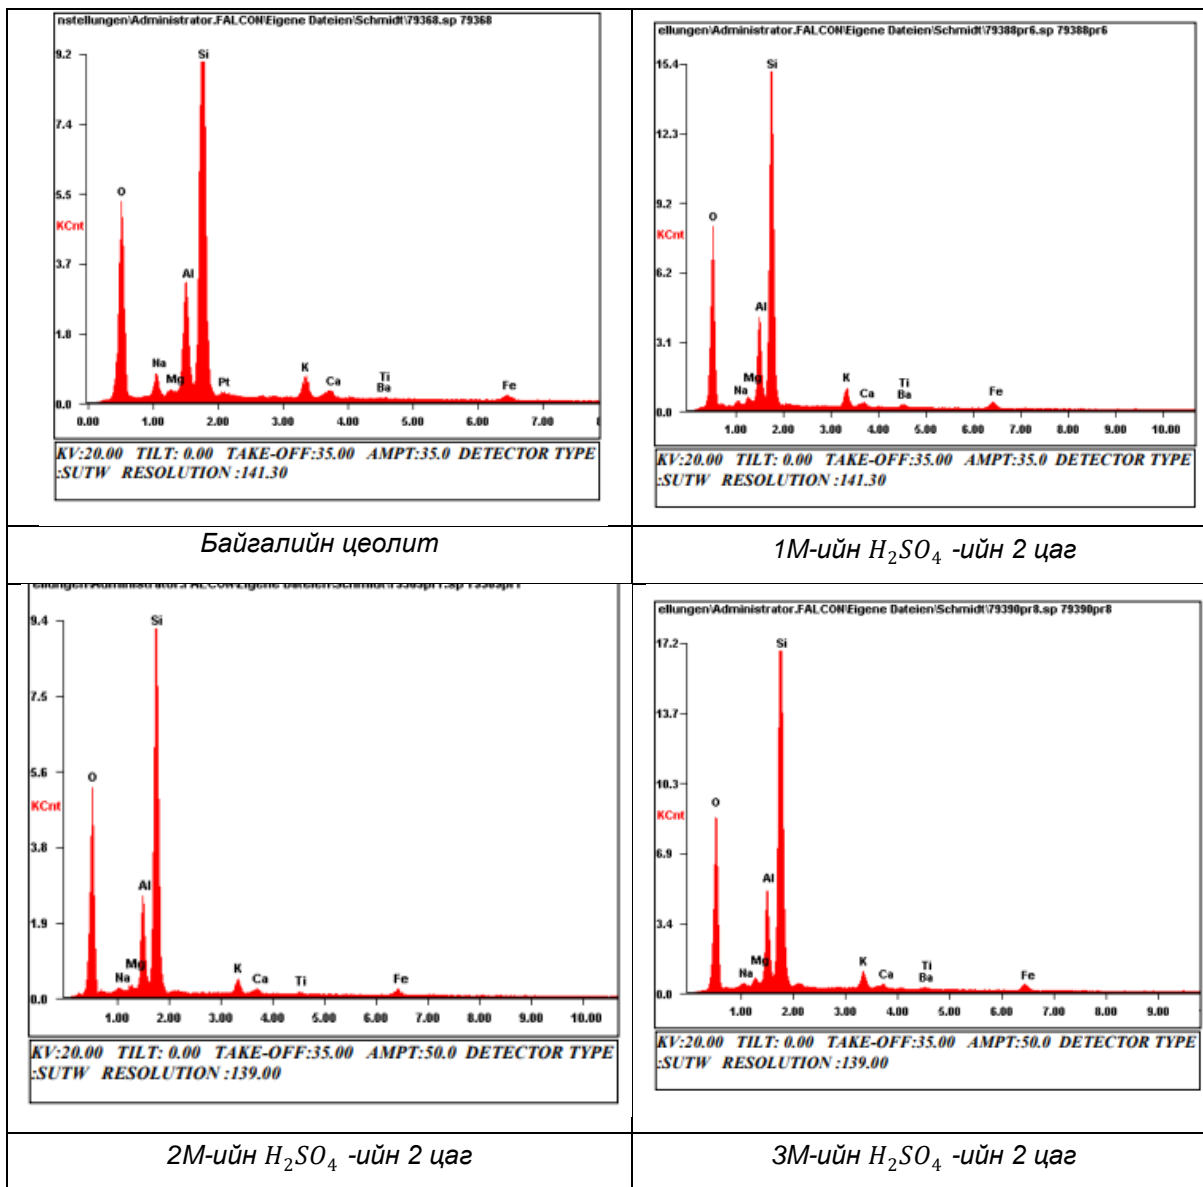 nstellungen\Administrator.FALCON\Eigene Dateien\Schmidt\79368.sp 79368
9.2
Si
7.4
O
5.5
KCnt
3.7
Al
1.8
Na
Mg
Pt
K
Ca
Ti
Ba
Fe
0.0
0.00 1.00 2.00 3.00 4.00 5.00 6.00 7.00
KV:20.00 TILT: 0.00 TAKE-OFF:35.00 AMPT:35.0 DETECTOR TYPE
:SUTW RESOLUTION :141.30
Байгалийн цеолит
ellungen\Administrator.FALCON\Eigene Dateien\Schmidt\79388pr6.sp 79388pr6
15.4
Si
12.3
9.2
O
KCnt
6.2
Al
3.1
Na
Mg
K
Ca
Ti
Ba
Fe
0.0
1.00 2.00 3.00 4.00 5.00 6.00 7.00 8.00 9.00 10.00
KV:20.00 TILT: 0.00 TAKE-OFF:35.00 AMPT:35.0 DETECTOR TYPE
:SUTW RESOLUTION :141.30
1М-ийн H₂SO₄ -ийн 2 цаг
9.4
Si
7.5
5.6
O
KCnt
3.8
Al
1.9
Na
Mg
K
Ca
Ti
Fe
0.0
1.00 2.00 3.00 4.00 5.00 6.00 7.00 8.00 9.00 10.00
KV:20.00 TILT: 0.00 TAKE-OFF:35.00 AMPT:50.0 DETECTOR TYPE
:SUTW RESOLUTION :139.00
2М-ийн H₂SO₄ -ийн 2 цаг
ellungen\Administrator.FALCON\Eigene Dateien\Schmidt\79390pr8.sp 79390pr8
17.2
Si
13.7
10.3
O
KCnt
6.9
Al
3.4
Na
Mg
K
Ca
Ti
Ba
Fe
0.0
1.00 2.00 3.00 4.00 5.00 6.00 7.00 8.00 9.00
KV:20.00 TILT: 0.00 TAKE-OFF:35.00 AMPT:50.0 DETECTOR TYPE
:SUTW RESOLUTION :139.00
3М-ийн H₂SO₄ -ийн 2 цаг